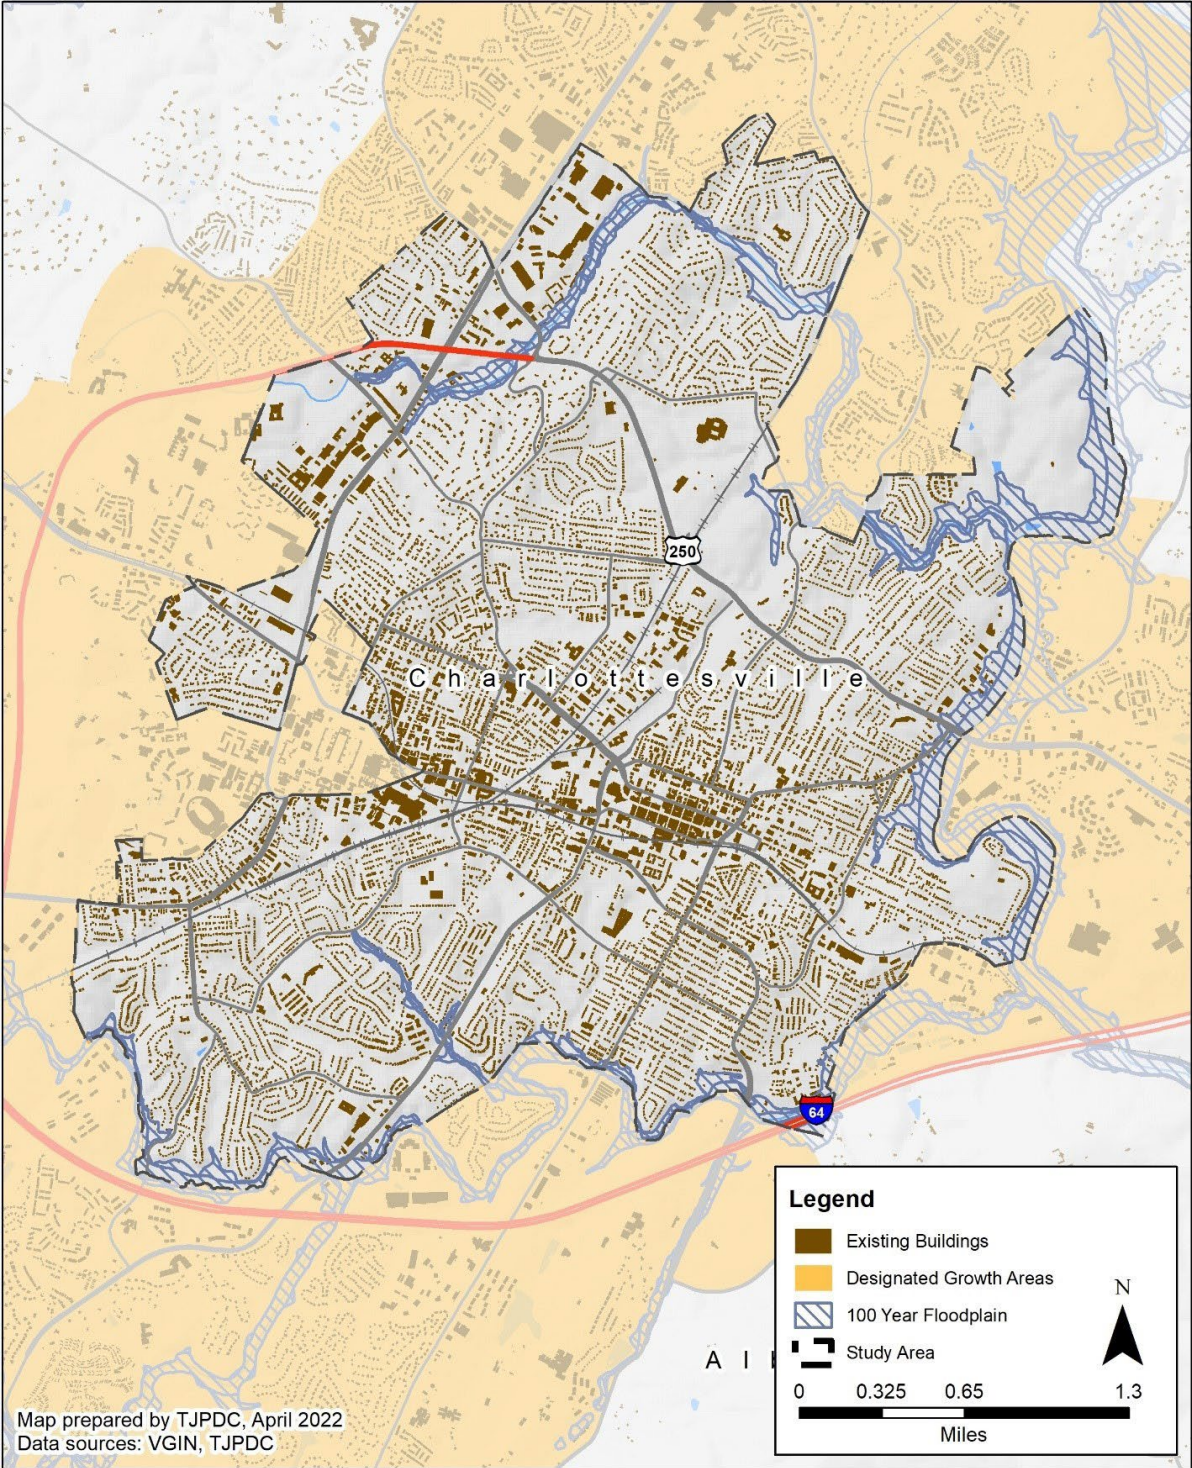 250
Charlottesville
64
Legend
Existing Buildings
Designated Growth Areas
N
100 Year Floodplain
Study Area
Al
0 0.325 0.65 1.3
Miles
Map prepared by TJPDC, April 2022
Data sources: VGIN, TJPDC